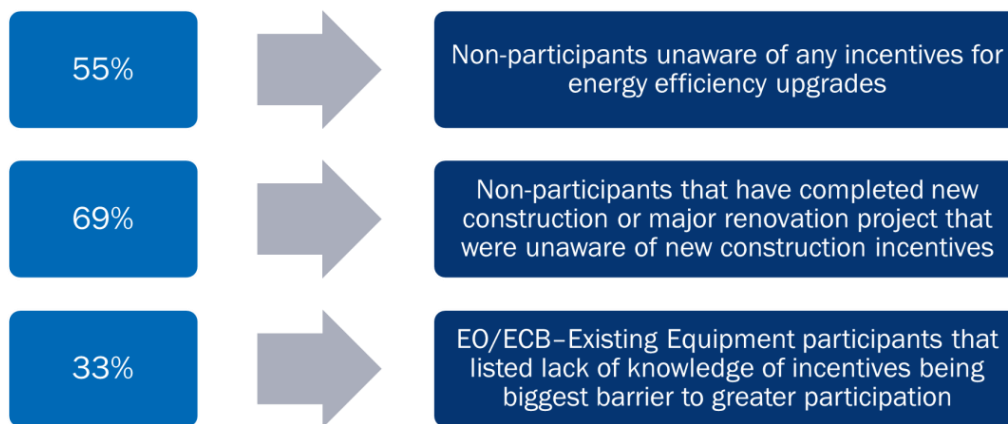 55%
Non-participants unaware of any incentives for
energy efficiency upgrades
69%
Non-participants that have completed new
construction or major renovation project that
were unaware of new construction incentives
33%
EO/ECB–Existing Equipment participants that
listed lack of knowledge of incentives being
biggest barrier to greater participation